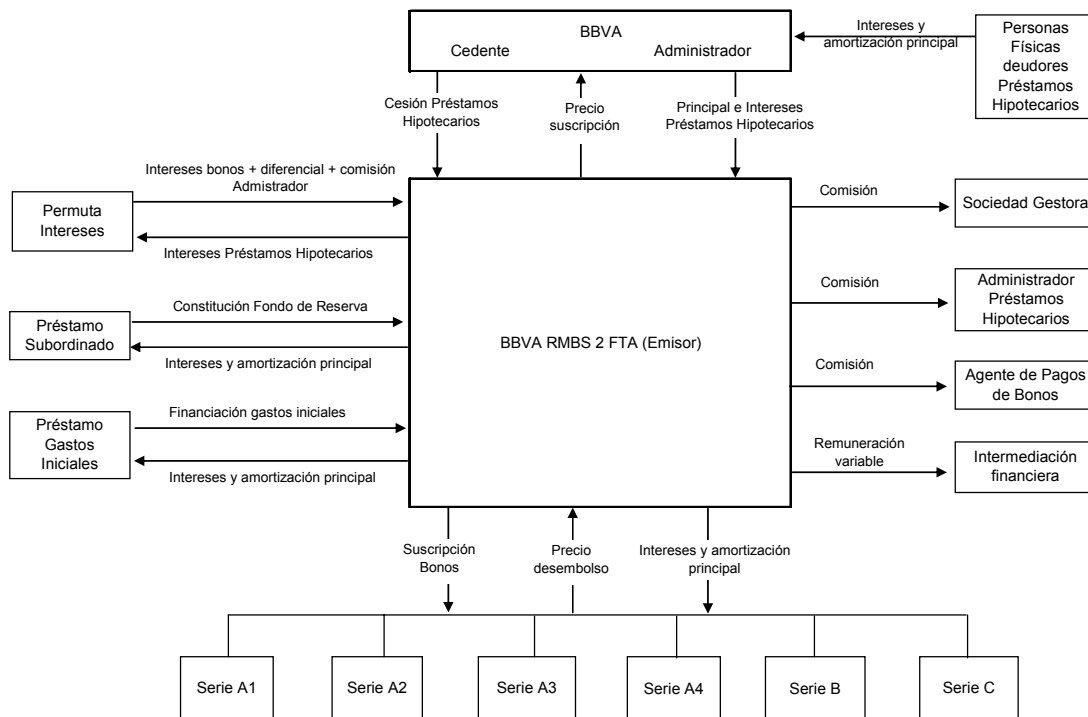 BBVA
Cedente
Administrador
Intereses y
amortización principal
Personas
Físicas
deudores
Préstamos
Hipotecarios
Cesión Préstamos
Hipotecarios
Precio
suscripción
Principal e Intereses
Préstamos Hipotecarios
Intereses bonos + diferencial + comisión
Admistrador
Permuta
Intereses
Intereses Préstamos Hipotecarios
Constitución Fondo de Reserva
Préstamo
Subordinado
Intereses y amortización principal
Financiación gastos iniciales
Préstamo
Gastos
Iniciales
Intereses y amortización principal
BBVA RMBS 2 FTA (Emisor)
Comisión
Sociedad Gestora
Comisión
Administrador
Préstamos
Hipotecarios
Comisión
Agente de Pagos
de Bonos
Remuneración
variable
Intermediación
financiera
Suscripción
Bonos
Precio
desembolso
Intereses y amortización
principal
Serie A1
Serie A2
Serie A3
Serie A4
Serie B
Serie C